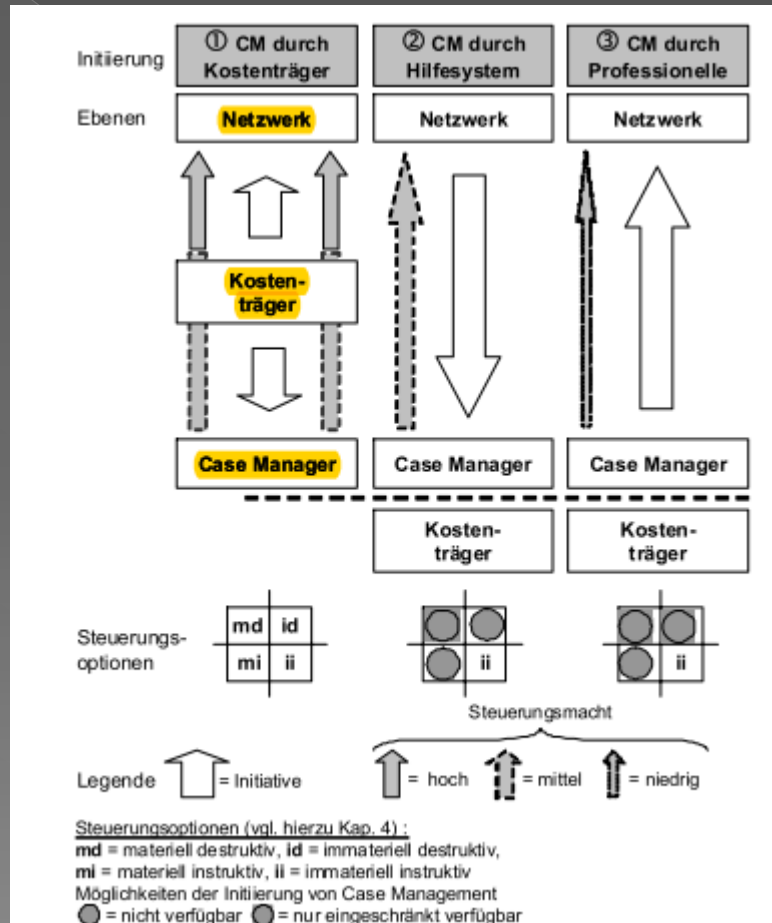 Initiierung
① CM durch
Kostenträger
② CM durch
Hilfesystem
③ CM durch
Professionelle
Ebenen
Netzwerk
Netzwerk
Netzwerk
Kosten-
träger
Case Manager
Case Manager
Case Manager
Kosten-
träger
Kosten-
träger
Steuerungs-
optionen
md id
mi ii
ii
ii
Steuerungsmacht
Legende = Initiative = hoch = mittel = niedrig
Steuerungsoptionen (vgl. hierzu Kap. 4) :
md = materiell destruktiv, id = immateriell destruktiv,
mi = materiell instruktiv, ii = immateriell instruktiv
Möglichkeiten der Initiierung von Case Management
= nicht verfügbar = nur eingeschränkt verfügbar